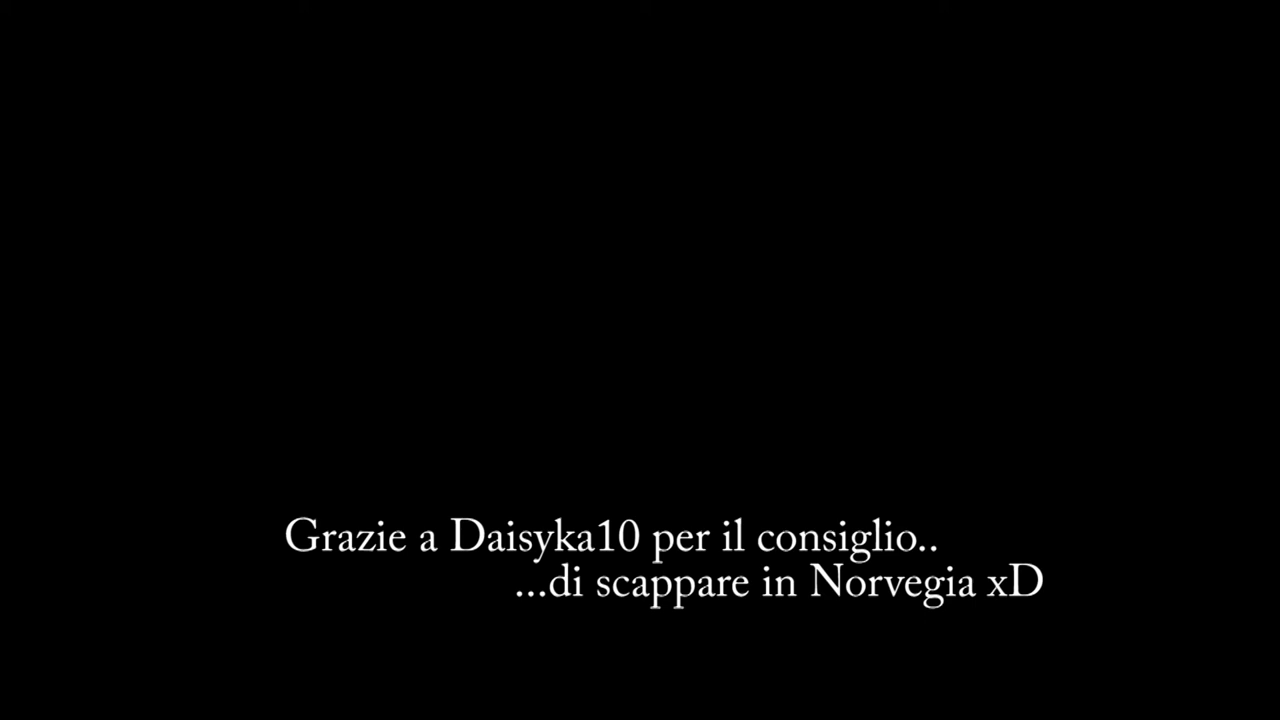 Grazie a Daisyka10 per il consiglio..
...di scappare in Norvegia xD